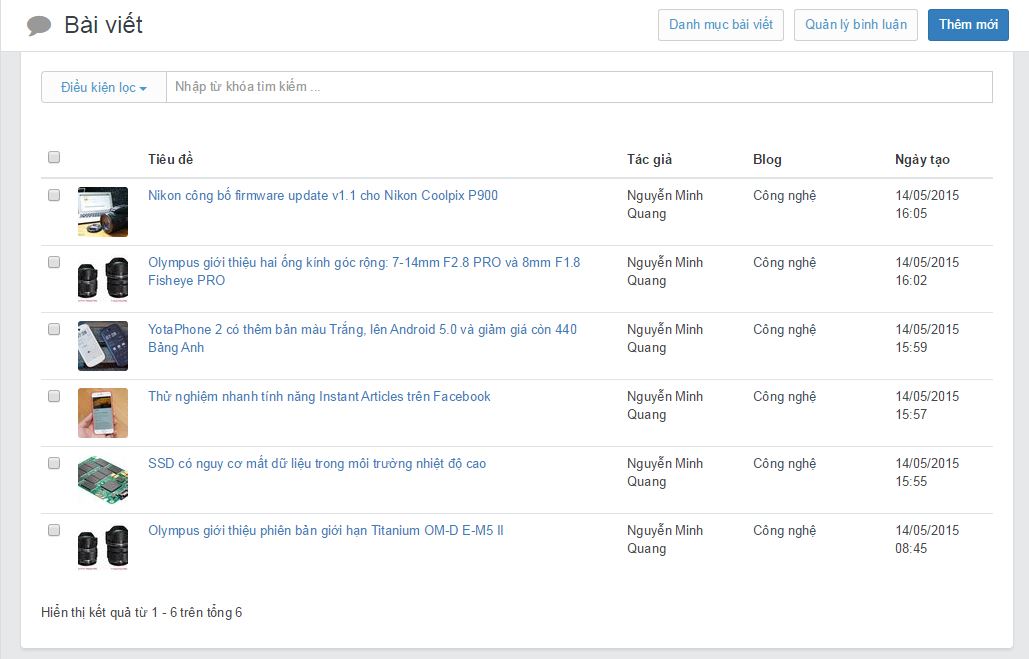 Bài viết
Danh mục bài viết
Quản lý bình luận
Thêm mới
Điều kiện lọc
Nhập từ khóa tìm kiếm ...
Tiêu đề Tác giả Blog Ngày tạo
Nikon công bố firmware update v1.1 cho Nikon Coolpix P900 Nguyễn Minh Công nghệ 14/05/2015
Quang 16:05
Olympus giới thiệu hai ống kính góc rộng: 7-14mm F2.8 PRO và 8mm F1.8 Nguyễn Minh Công nghệ 14/05/2015
Fisheye PRO Quang 16:02
YotaPhone 2 có thêm bản màu Trắng, lên Android 5.0 và giảm giá còn 440 Nguyễn Minh Công nghệ 14/05/2015
Bảng Anh Quang 15:59
Thử nghiệm nhanh tính năng Instant Articles trên Facebook Nguyễn Minh Công nghệ 14/05/2015
Quang 15:57
SSD có nguy cơ mất dữ liệu trong môi trường nhiệt độ cao Nguyễn Minh Công nghệ 14/05/2015
Quang 15:55
Olympus giới thiệu phiên bản giới hạn Titanium OM-D E-M5 II Nguyễn Minh Công nghệ 14/05/2015
Quang 08:45
Hiển thị kết quả từ 1 - 6 trên tổng 6